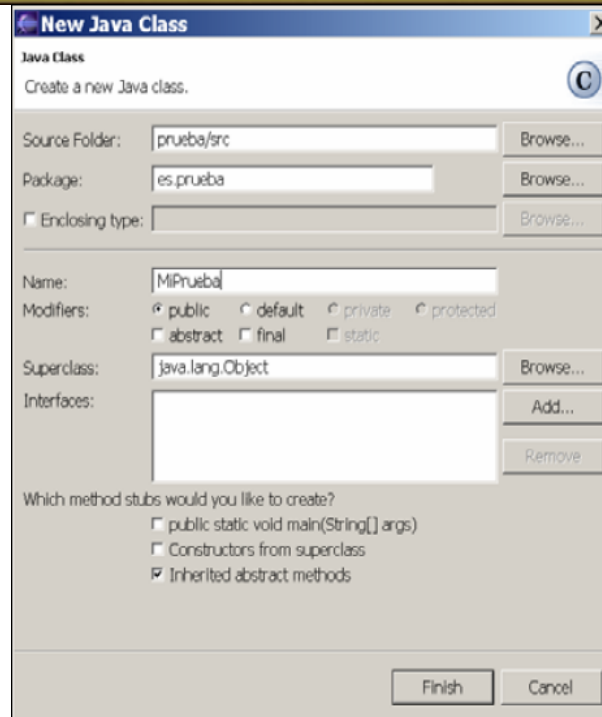 New Java Class
Java Class
Create a new Java class.
C
Source Folder: prueba/src Browse...
Package: es.prueba Browse...
Enclosing type: Browse...
Name: MiPrueba
Modifiers: public default private protected
abstract final static
Superclass: java.lang.Object Browse...
Interfaces: Add...
Remove
Which method stubs would you like to create?
public static void main(String[] args)
Constructors from superclass
Inherited abstract methods
Finish Cancel